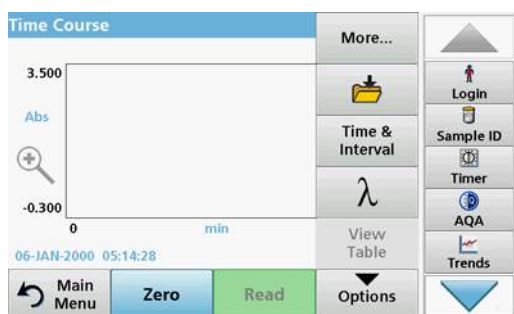 Time Course
3.500
Abs
-0.300
0
min
06-JAN-2000 05:14:28
Main
Menu
Zero
Read
More...
Time &
Interval
λ
View
Table
Options
Login
Sample ID
Timer
AQA
Trends